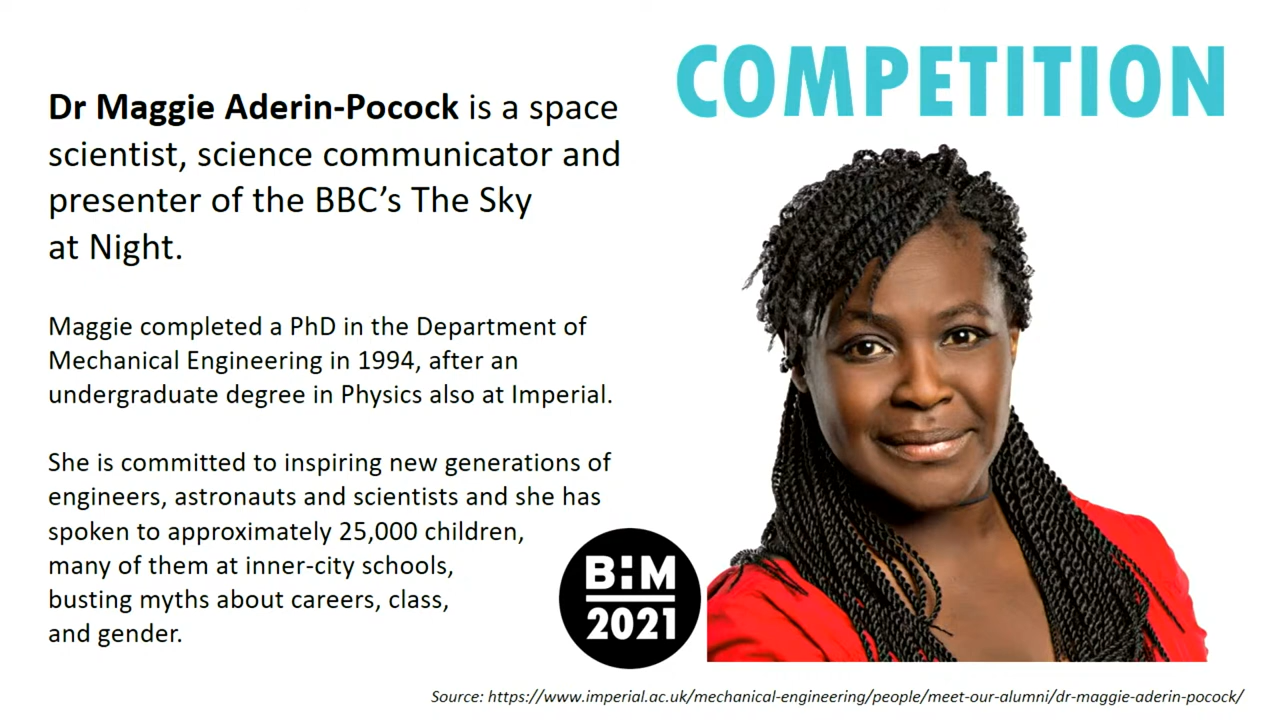 COMPETITION
Dr Maggie Aderin-Pocock is a space
scientist, science communicator and
presenter of the BBC’s The Sky
at Night.
Maggie completed a PhD in the Department of
Mechanical Engineering in 1994, after an
undergraduate degree in Physics also at Imperial.
She is committed to inspiring new generations of
engineers, astronauts and scientists and she has
spoken to approximately 25,000 children,
many of them at inner-city schools,
busting myths about careers, class,
and gender.
BHM
2021
Source: https://www.imperial.ac.uk/mechanical-engineering/people/meet-our-alumni/dr-maggie-aderin-pocock/